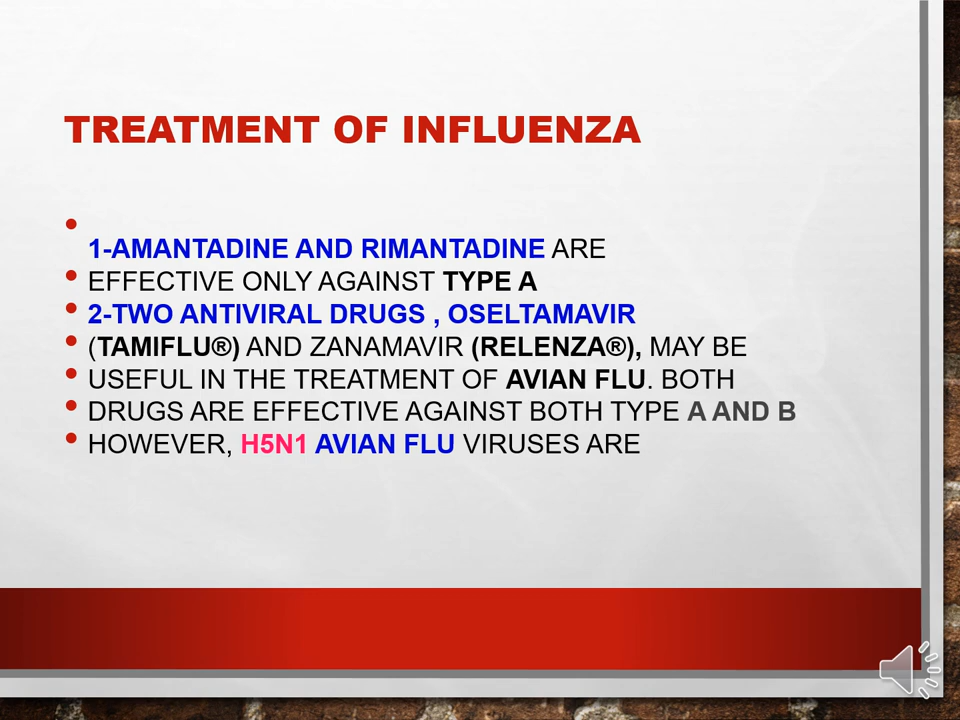 TREATMENT OF INFLUENZA
•
1-AMANTADINE AND RIMANTADINE ARE
• EFFECTIVE ONLY AGAINST TYPE A
• 2-TWO ANTIVIRAL DRUGS , OSELTAMAVIR
• (TAMIFLU®) AND ZANAMAVIR (RELENZA®), MAY BE
• USEFUL IN THE TREATMENT OF AVIAN FLU. BOTH
• DRUGS ARE EFFECTIVE AGAINST BOTH TYPE A AND B
• HOWEVER, H5N1 AVIAN FLU VIRUSES ARE